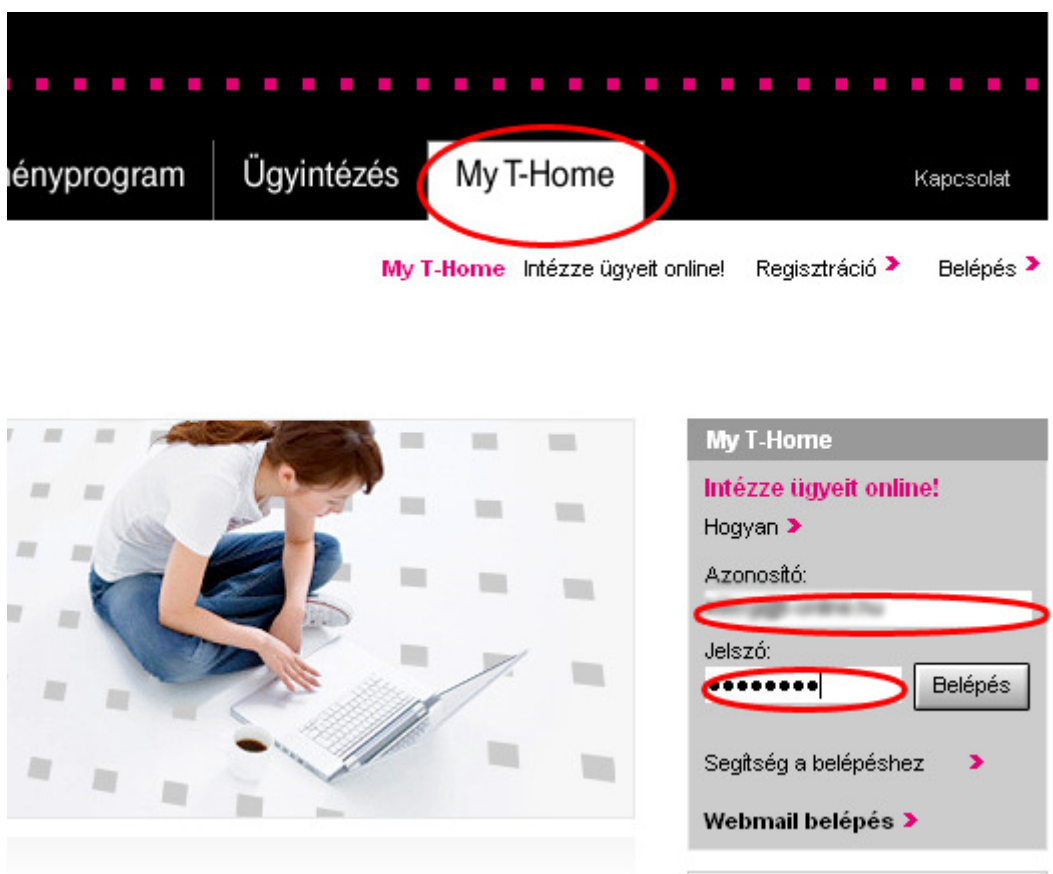 ményprogram Ügyintézés My T-Home Kapcsolat
My T-Home Intézze ügyeit online! Regisztráció Belépés
My T-Home
Intézze ügyeit online!
Hogyan
Azonosító:
Jelszó:
Belépés
Segítség a belépéshez
Webmail belépés